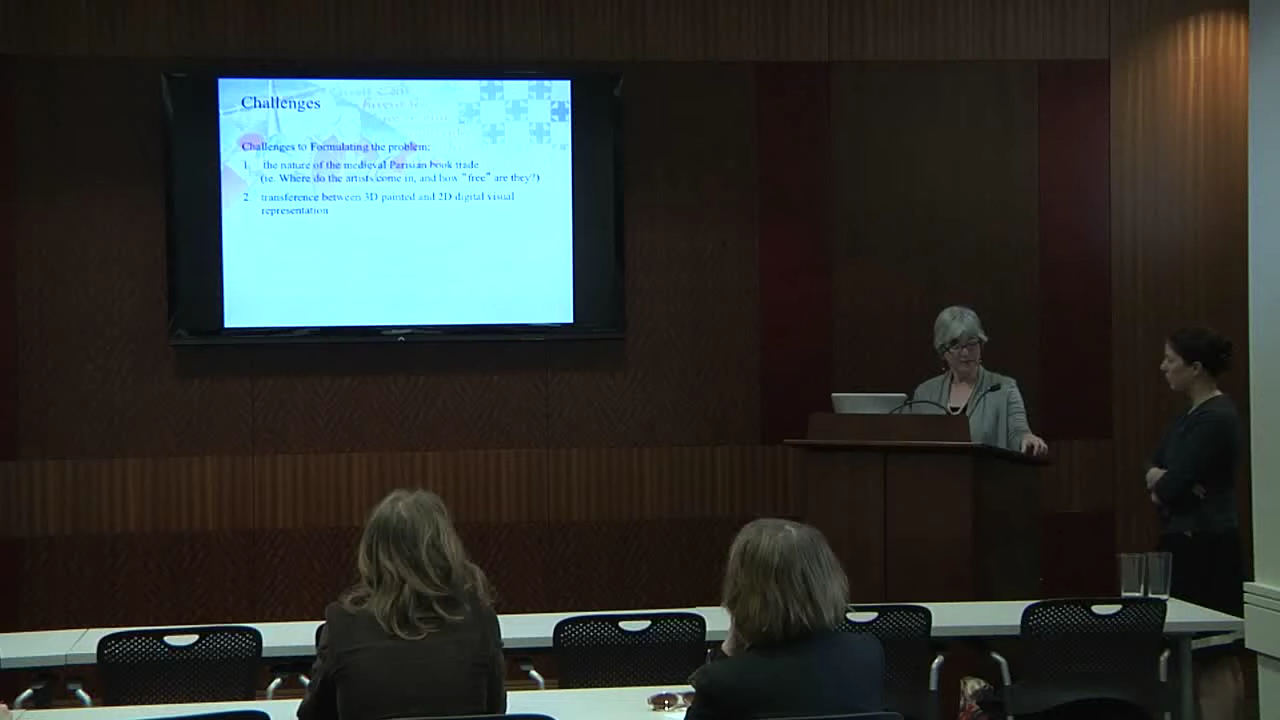 Challenges
Challenges to Formulating the problem:
1. the nature of the medieval Parisian book trade
(ie. Where do the artists come in, and how "free" are they?)
2. transference between 3D painted and 2D digital visual
representation